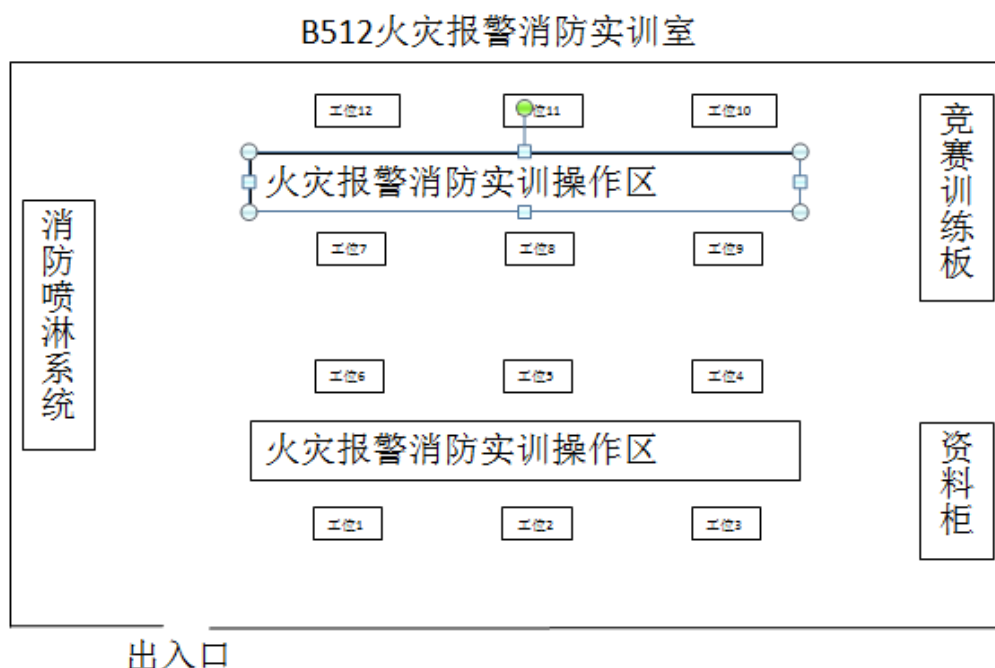 B512火灾报警消防实训室
工位12
工位11
工位10
竞赛训练板
火灾报警消防实训操作区
消防喷淋系统
工位7
工位8
工位9
工位6
工位5
工位4
火灾报警消防实训操作区
资料柜
工位1
工位2
工位3
出入口